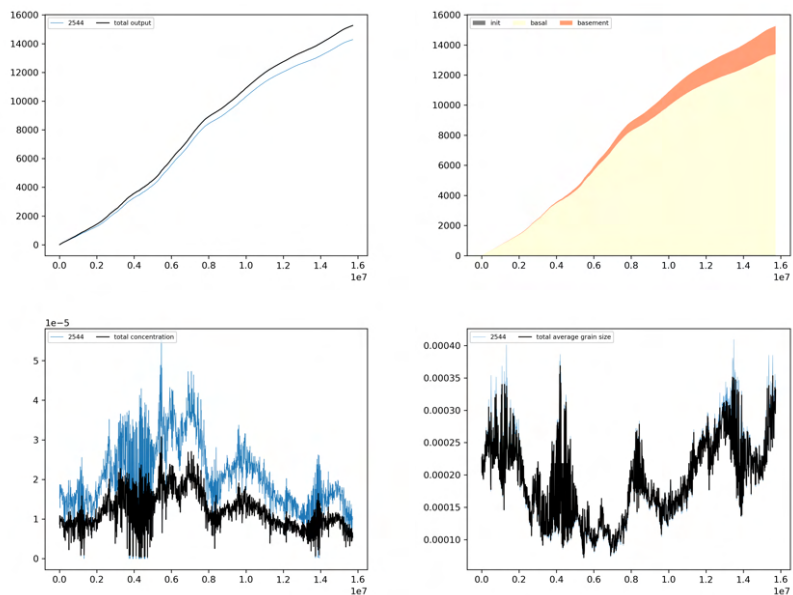 2544 total output
16000
14000
12000
10000
8000
6000
4000
2000
0
0.0 0.2 0.4 0.6 0.8 1.0 1.2 1.4 1.6
1e7
init basal basement
16000
14000
12000
10000
8000
6000
4000
2000
0
0.0 0.2 0.4 0.6 0.8 1.0 1.2 1.4 1.6
1e7
1e−5
2544 total concentration
5
4
3
2
1
0
0.0 0.2 0.4 0.6 0.8 1.0 1.2 1.4 1.6
1e7
2544 total average grain size
0.00040
0.00035
0.00030
0.00025
0.00020
0.00015
0.00010
0.0 0.2 0.4 0.6 0.8 1.0 1.2 1.4 1.6
1e7